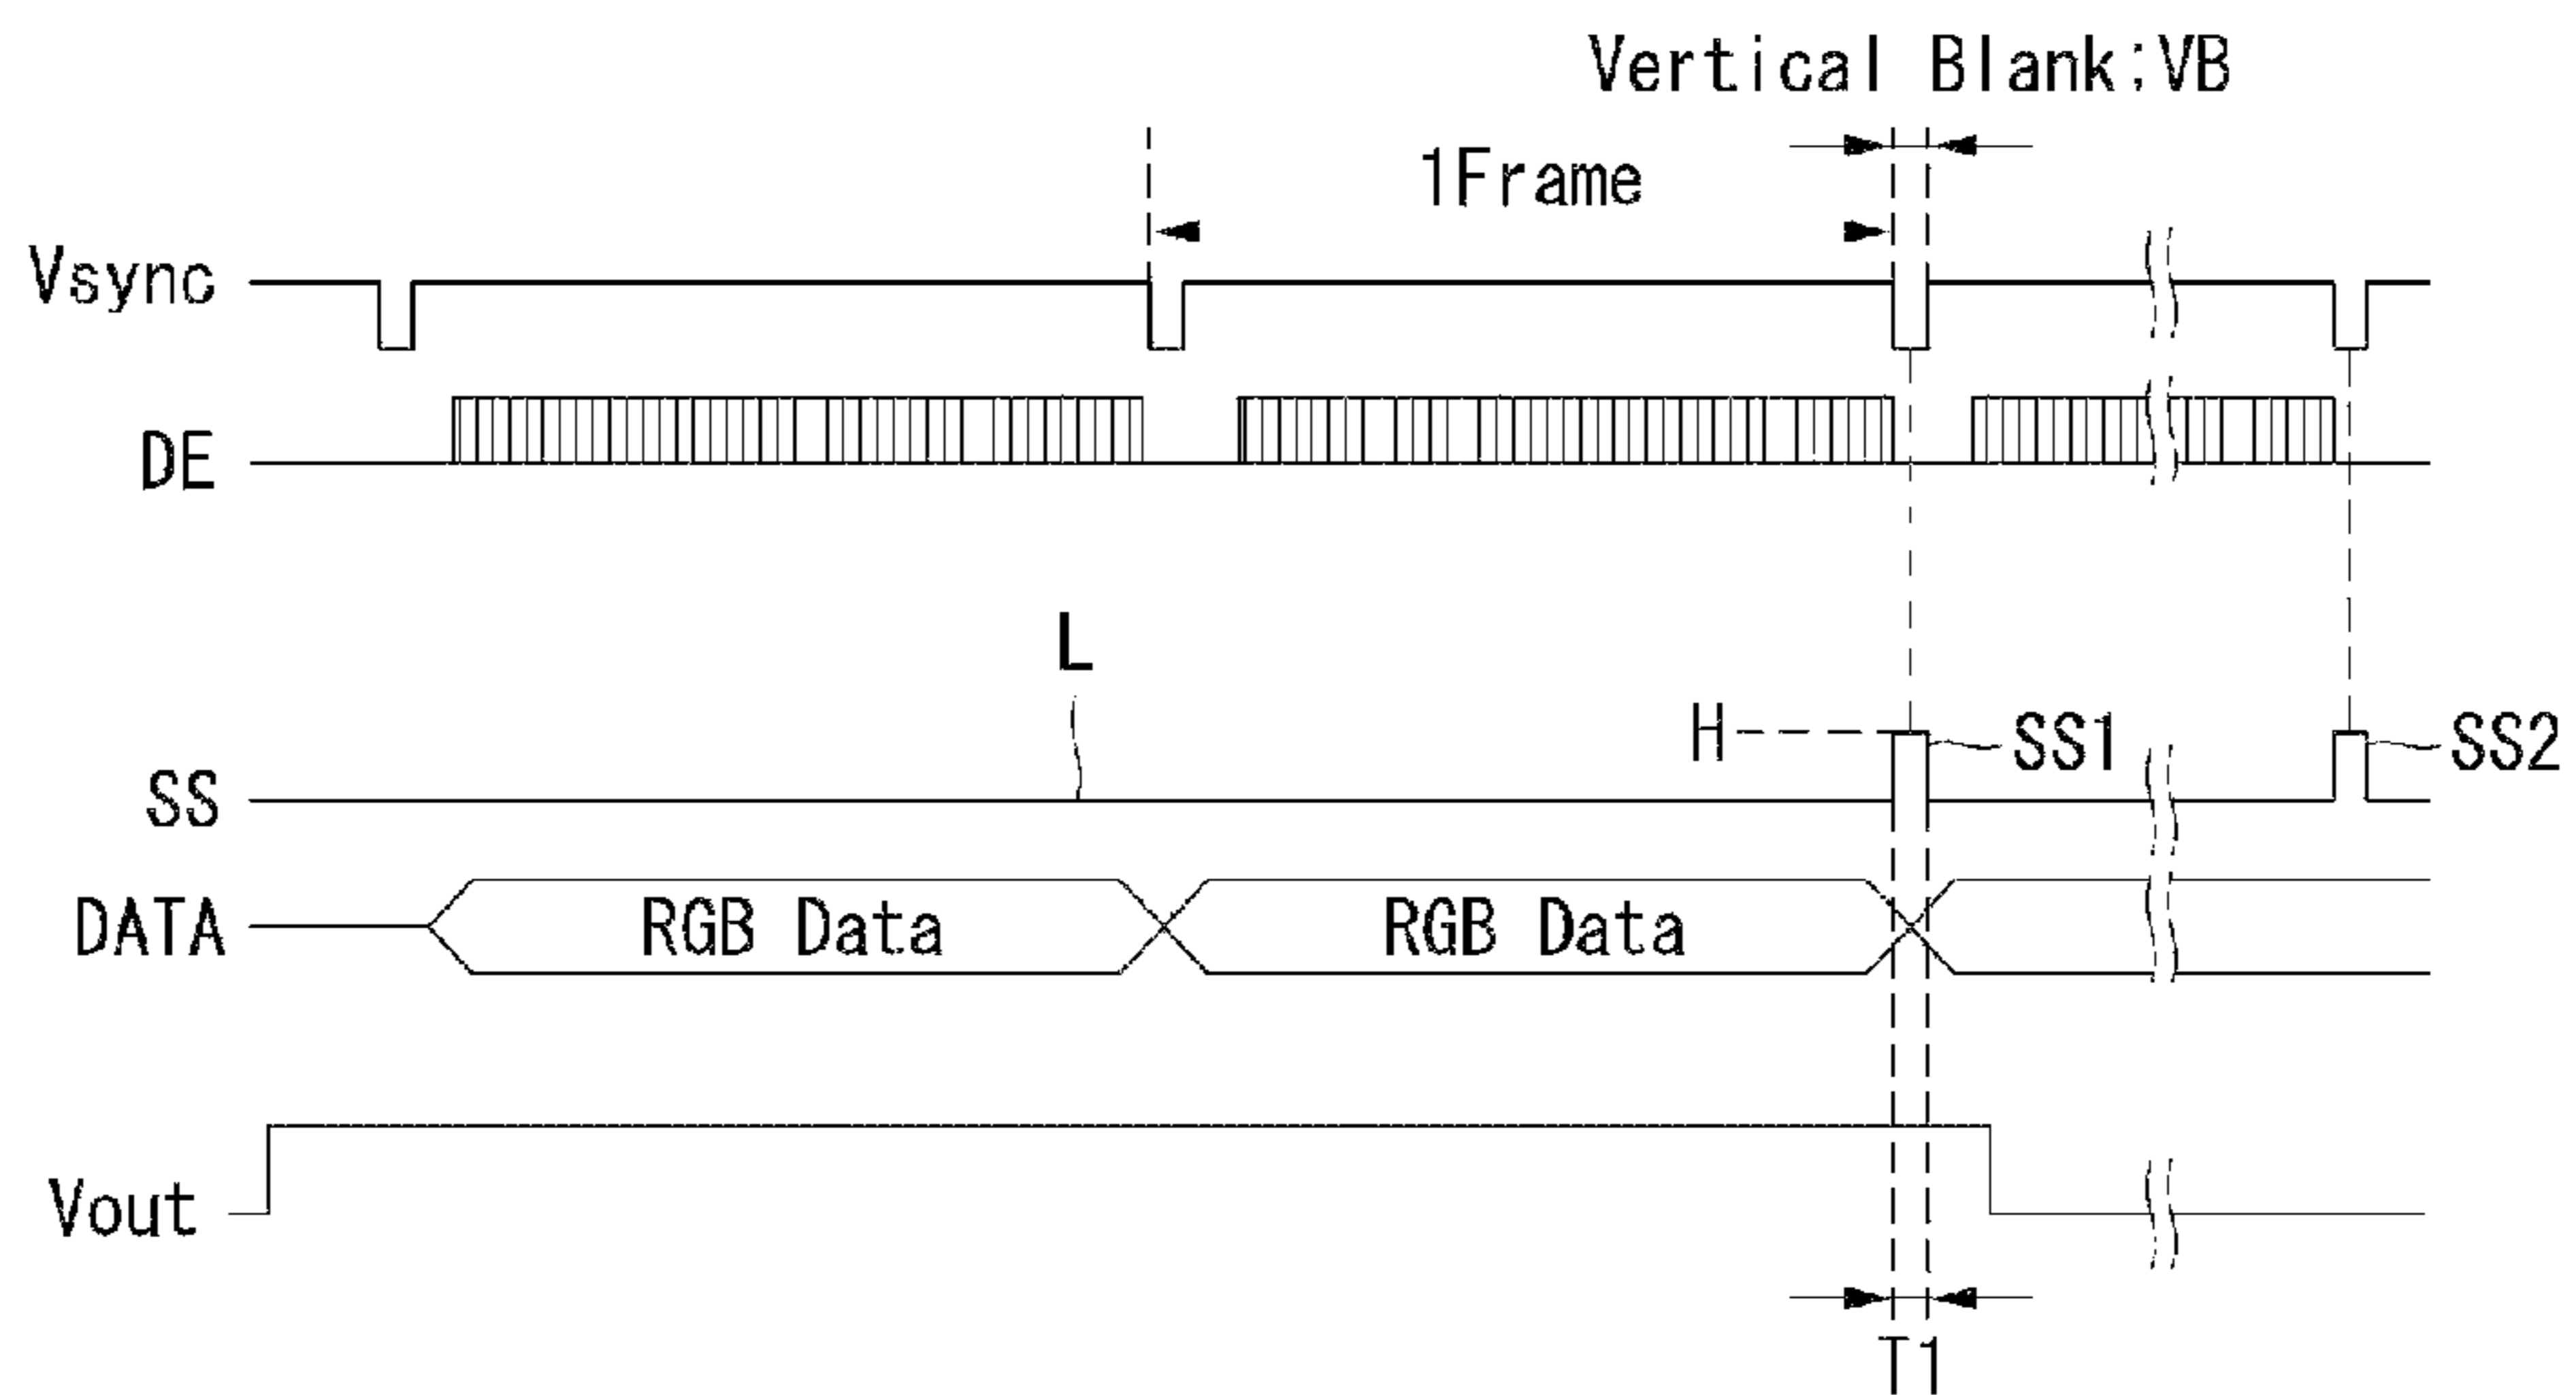 Vertical Blank;VB
1Frame
Vsync
DE
L
H
SS1
SS2
SS
DATA
RGB Data
RGB Data
Vout
T1